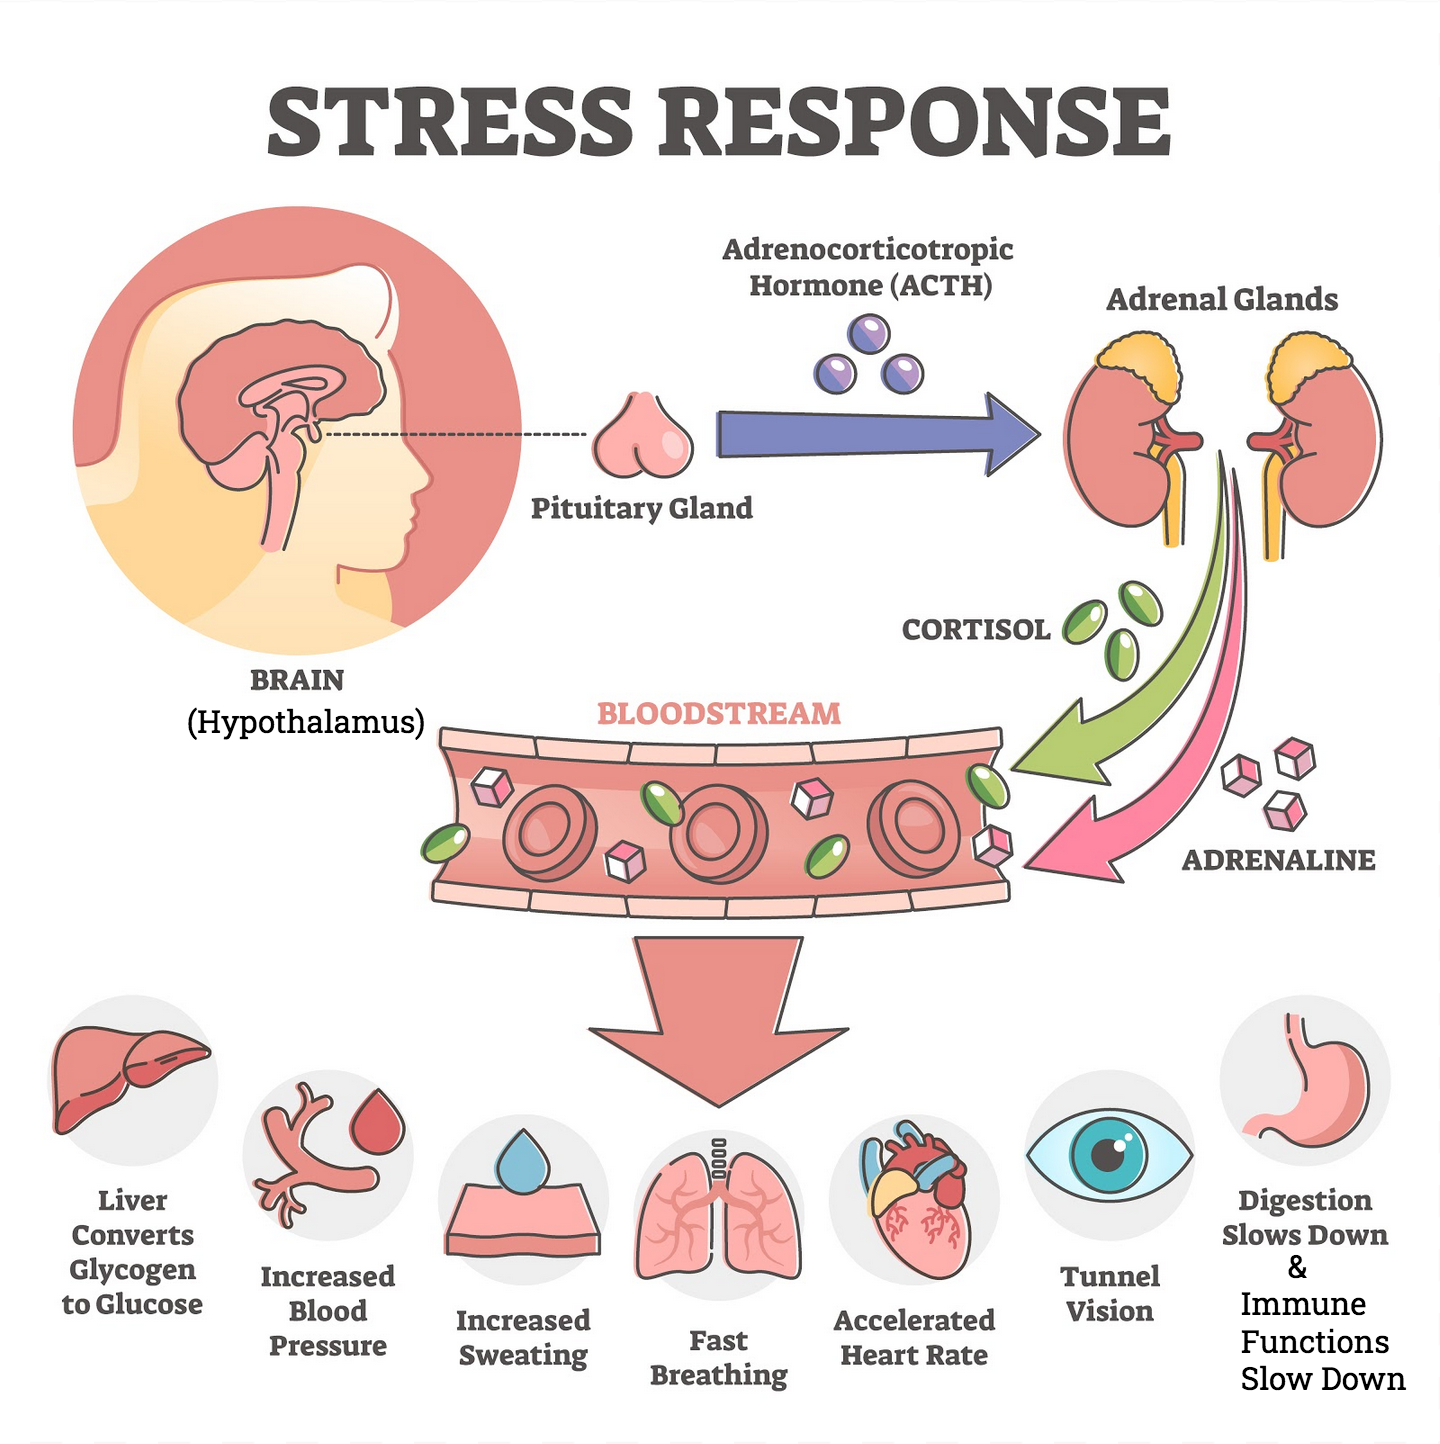 STRESS RESPONSE
Adrenocorticotropic
Hormone (ACTH)
Adrenal Glands
Pituitary Gland
CORTISOL
BRAIN
(Hypothalamus)
BLOODSTREAM
ADRENALINE
Liver
Converts
Glycogen
to Glucose
Increased
Blood
Pressure
Increased
Sweating
Fast
Breathing
Accelerated
Heart Rate
Tunnel
Vision
Digestion
Slows Down
&
Immune
Functions
Slow Down